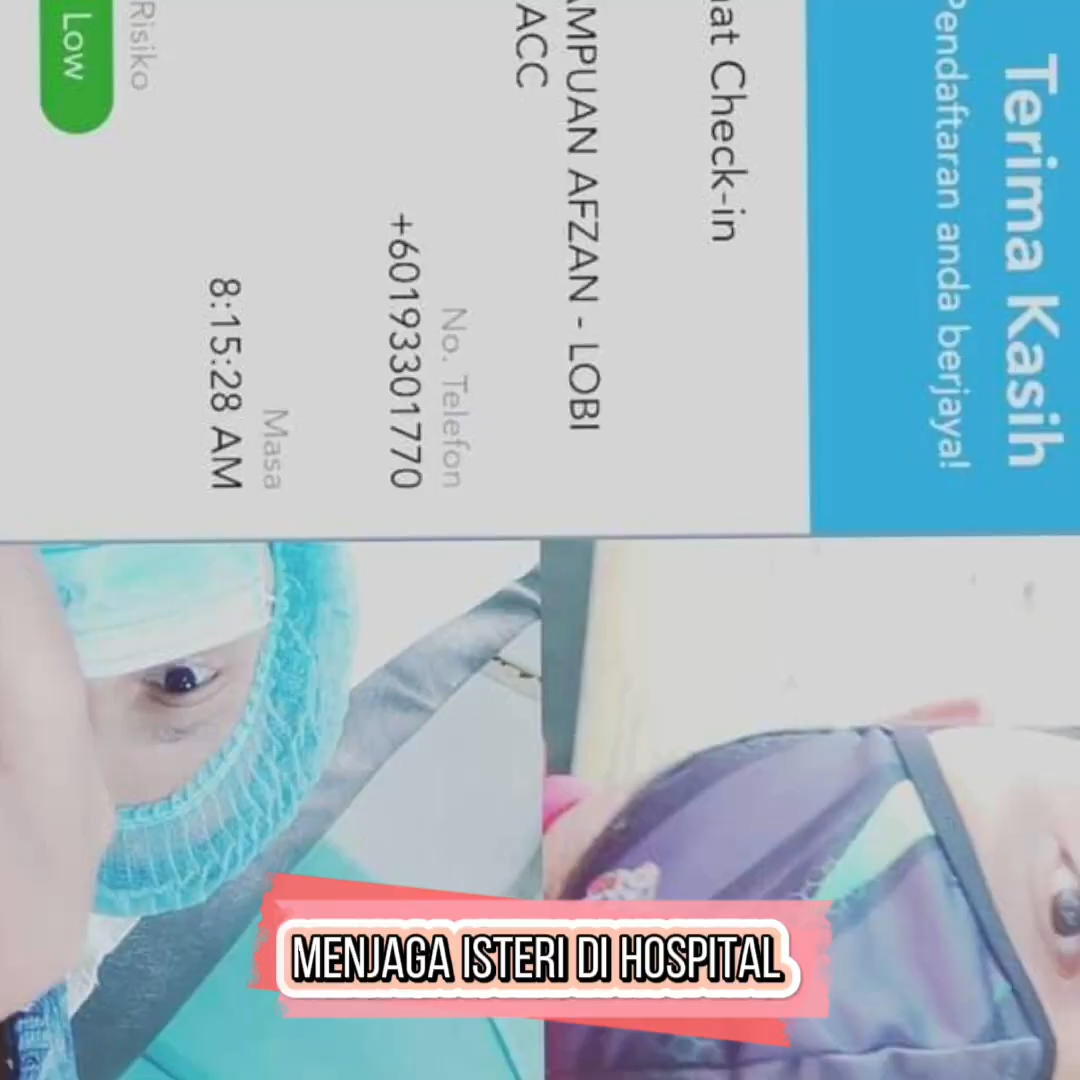 Terima Kasih
Pendaftaran anda berjaya!
at Check-in
AMPUAN AFZAN - LOBI
ACC
No. Telefon
+60193301770
Masa
8:15:28 AM
Risiko
Low
MENJAGA ISTERI DI HOSPITAL